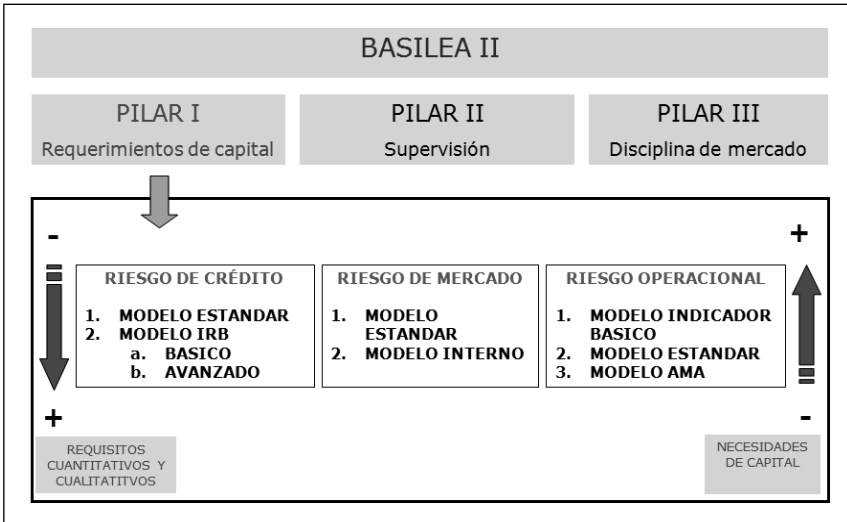 BASILEA II
PILAR I
Requerimientos de capital
PILAR II
Supervisión
PILAR III
Disciplina de mercado
-
+
RIESGO DE CRÉDITO
1. MODELO ESTANDAR
2. MODELO IRB
a. BASICO
b. AVANZADO
RIESGO DE MERCADO
1. MODELO
ESTANDAR
2. MODELO INTERNO
RIESGO OPERACIONAL
1. MODELO INDICADOR
BASICO
2. MODELO ESTANDAR
3. MODELO AMA
+
-
REQUISITOS
CUANTITATIVOS Y
CUALITATITVOS
NECESIDADES
DE CAPITAL